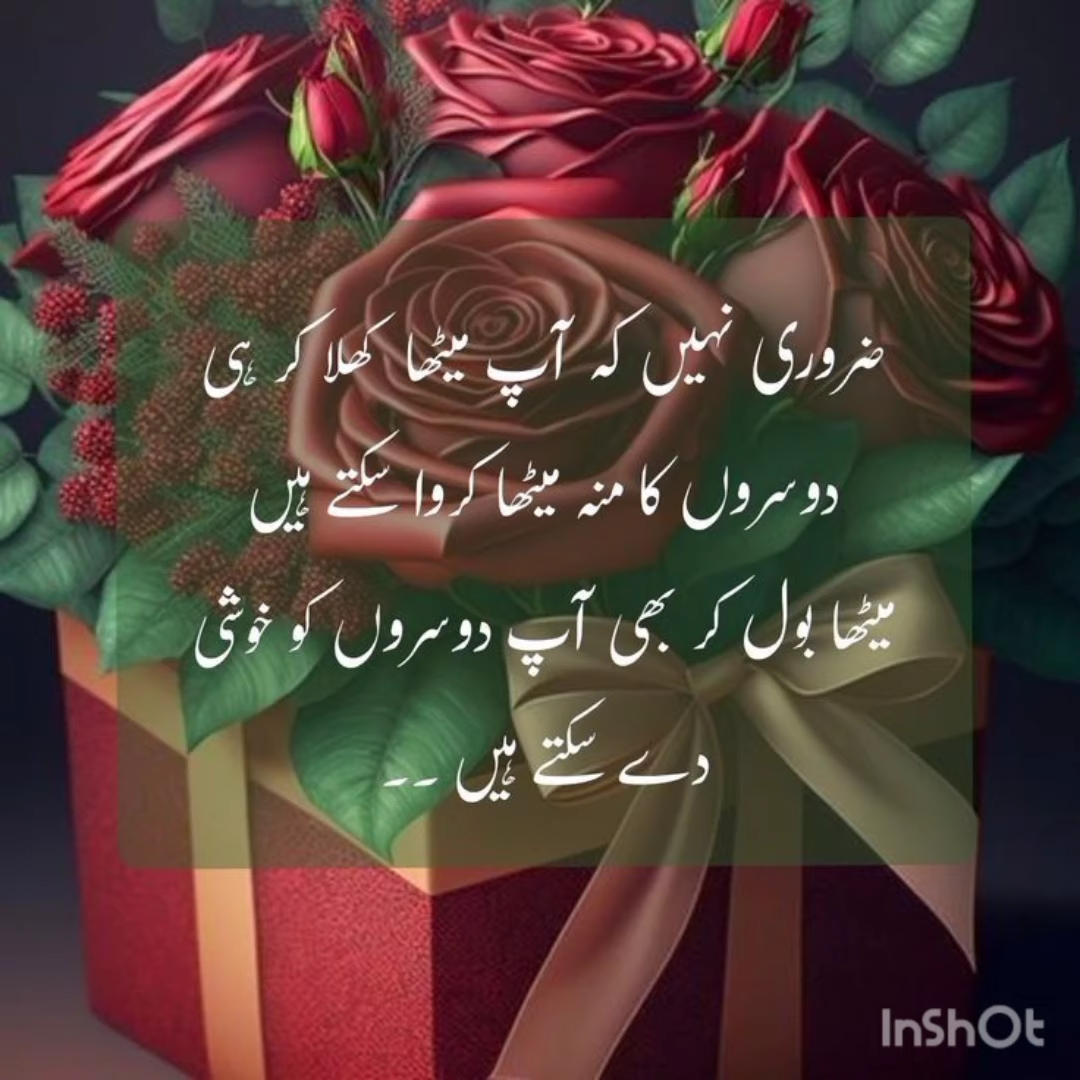 ضروری نہیں کہ آپ میٹھا کھلا کر ہی
دوسروں کا منہ میٹھا کروا سکتے ہیں
میٹھا بول کر بھی آپ دوسروں کو خوشی
دے سکتے ہیں ۔۔
InShOt